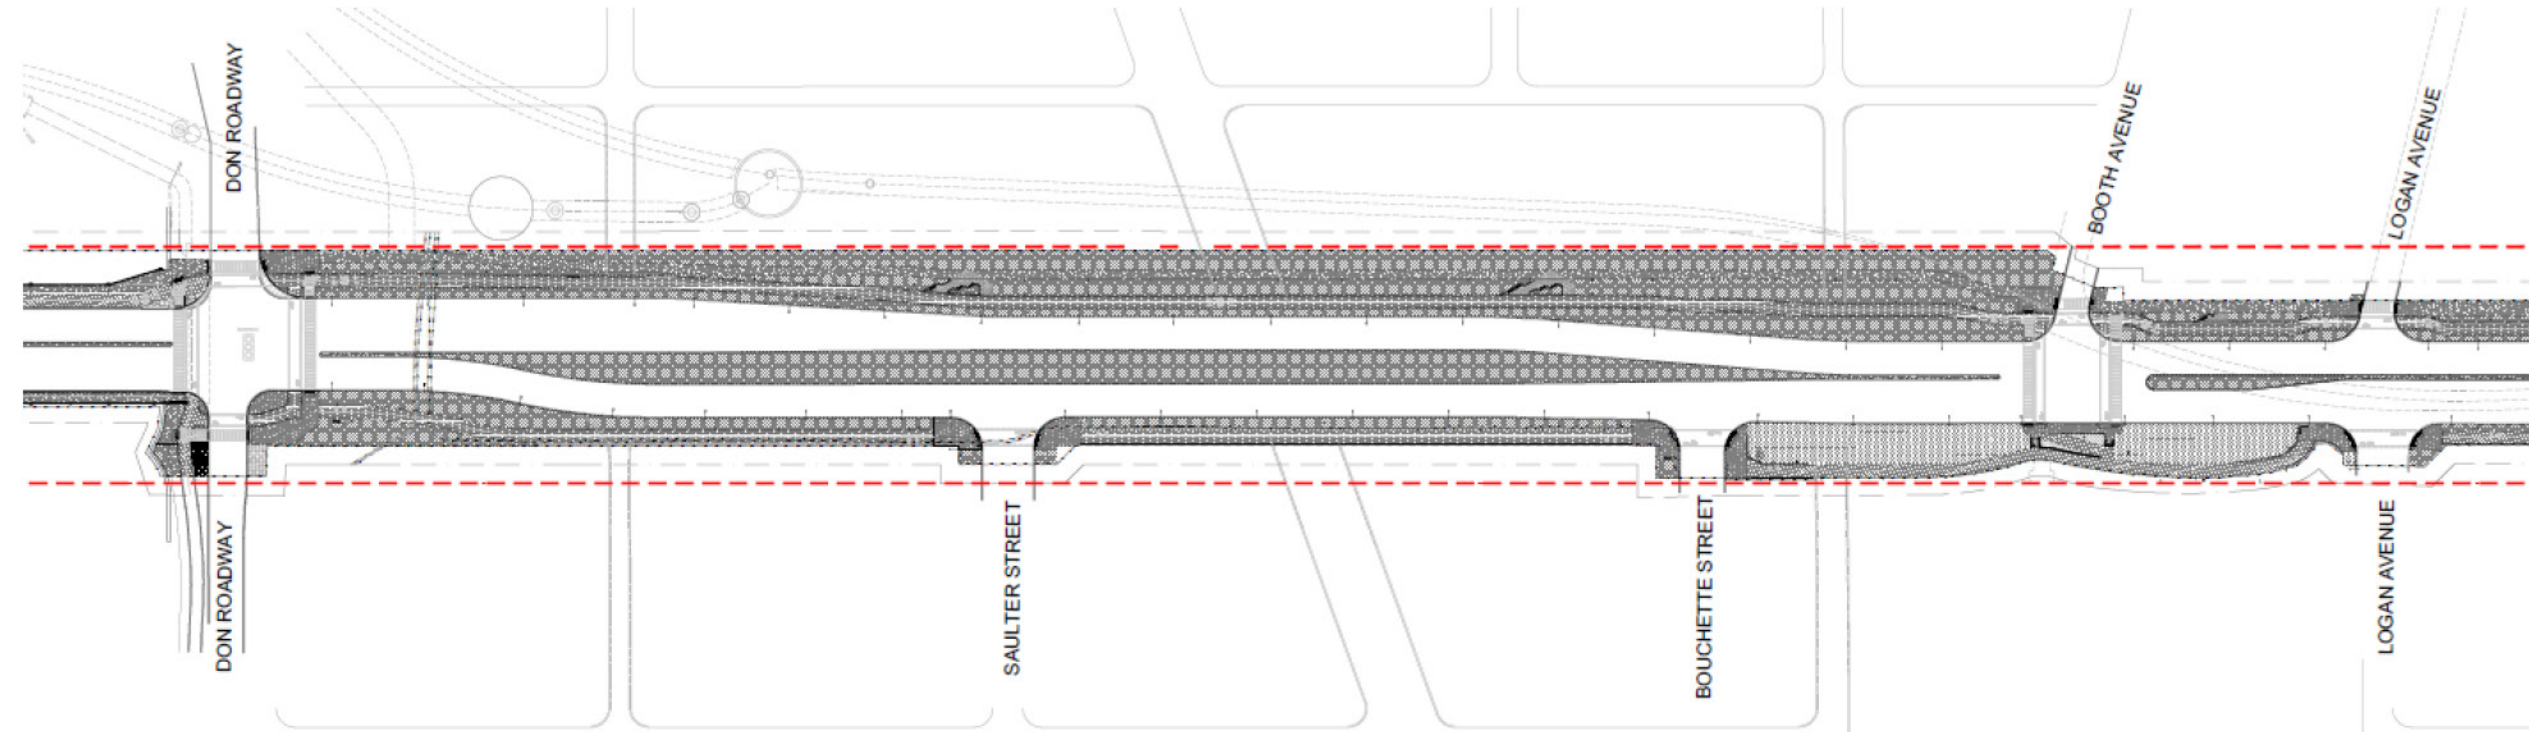 DON ROADWAY
BOOTH AVENUE
LOGAN AVENUE
DON ROADWAY
SAULTER STREET
BOUCHETTE STREET
LOGAN AVENUE